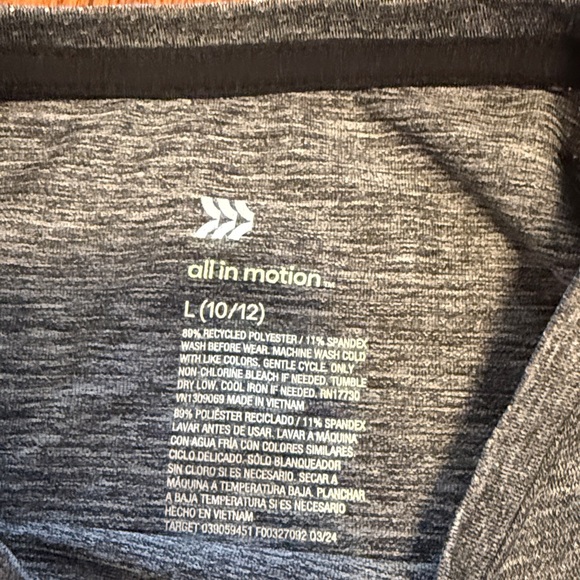 all in motion™
L (10/12)
89% RECYCLED POLYESTER / 11% SPANDEX
WASH BEFORE WEAR. MACHINE WASH COLD
WITH LIKE COLORS. GENTLE CYCLE. ONLY
NON-CHLORINE BLEACH IF NEEDED. TUMBLE
DRY LOW. COOL IRON IF NEEDED. RN17730
VN1309069 MADE IN VIETNAM
89% POLIÉSTER RECICLADO / 11% SPANDEX
LAVAR ANTES DE USAR. LAVAR A MÁQUINA
CON AGUA FRÍA CON COLORES SIMILARES.
CICLO DELICADO. SÓLO BLANQUEADOR
SIN CLORO SI ES NECESARIO. SECAR A
MÁQUINA A TEMPERATURA BAJA. PLANCHAR
A BAJA TEMPERATURA SI ES NECESARIO
HECHO EN VIETNAM
TARGET 039059451 F00327092 03/24